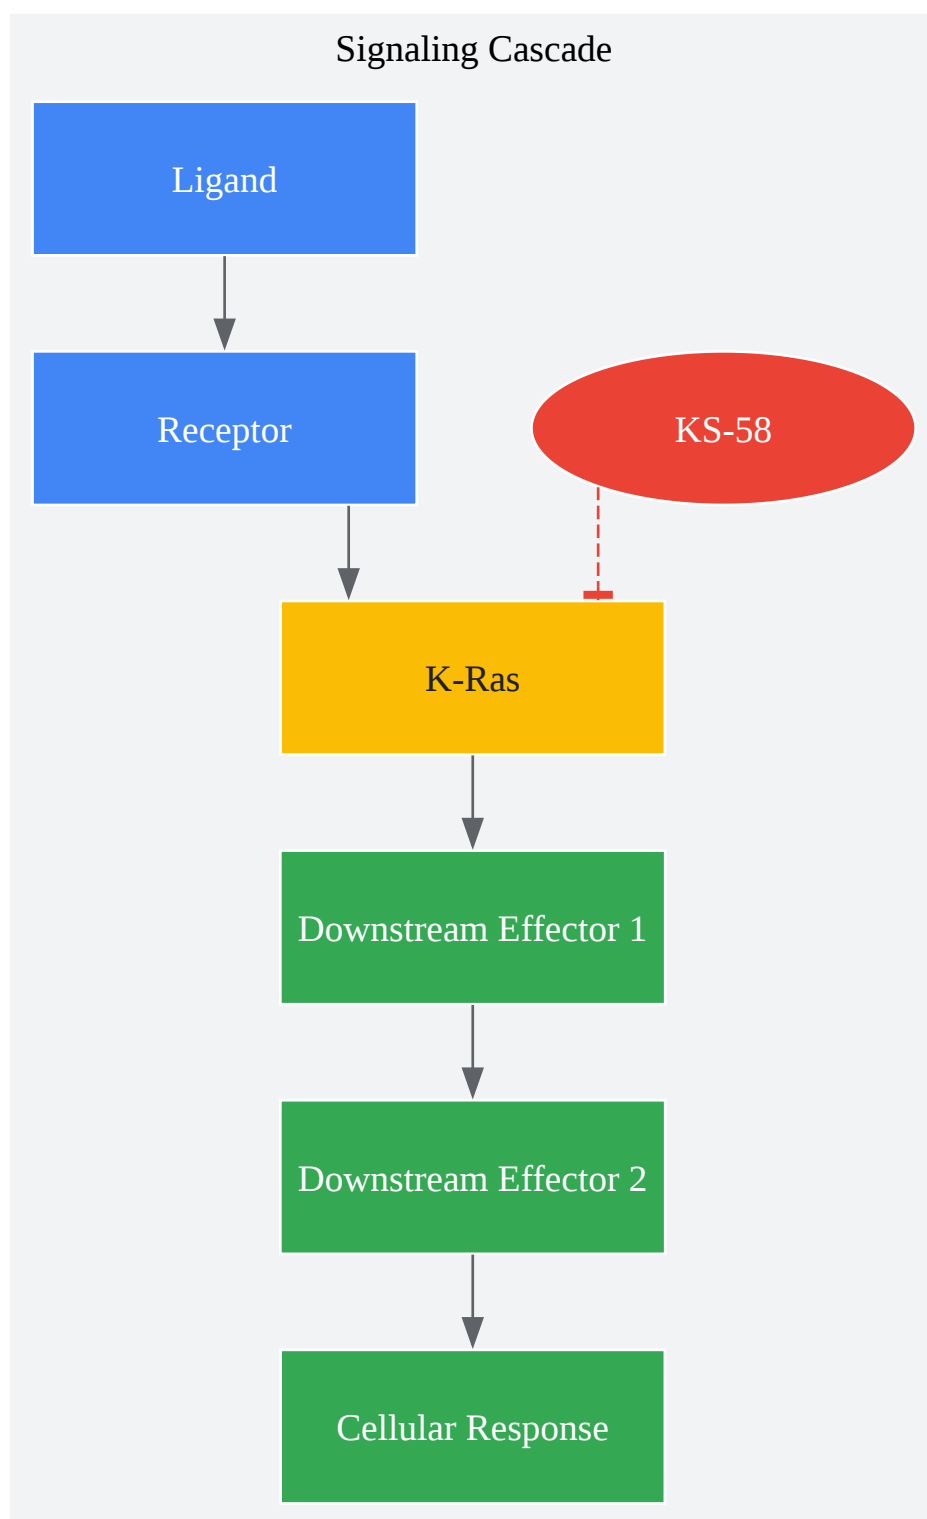 Signaling Cascade
Ligand
Receptor
KS-58
K-Ras
Downstream Effector 1
Downstream Effector 2
Cellular Response